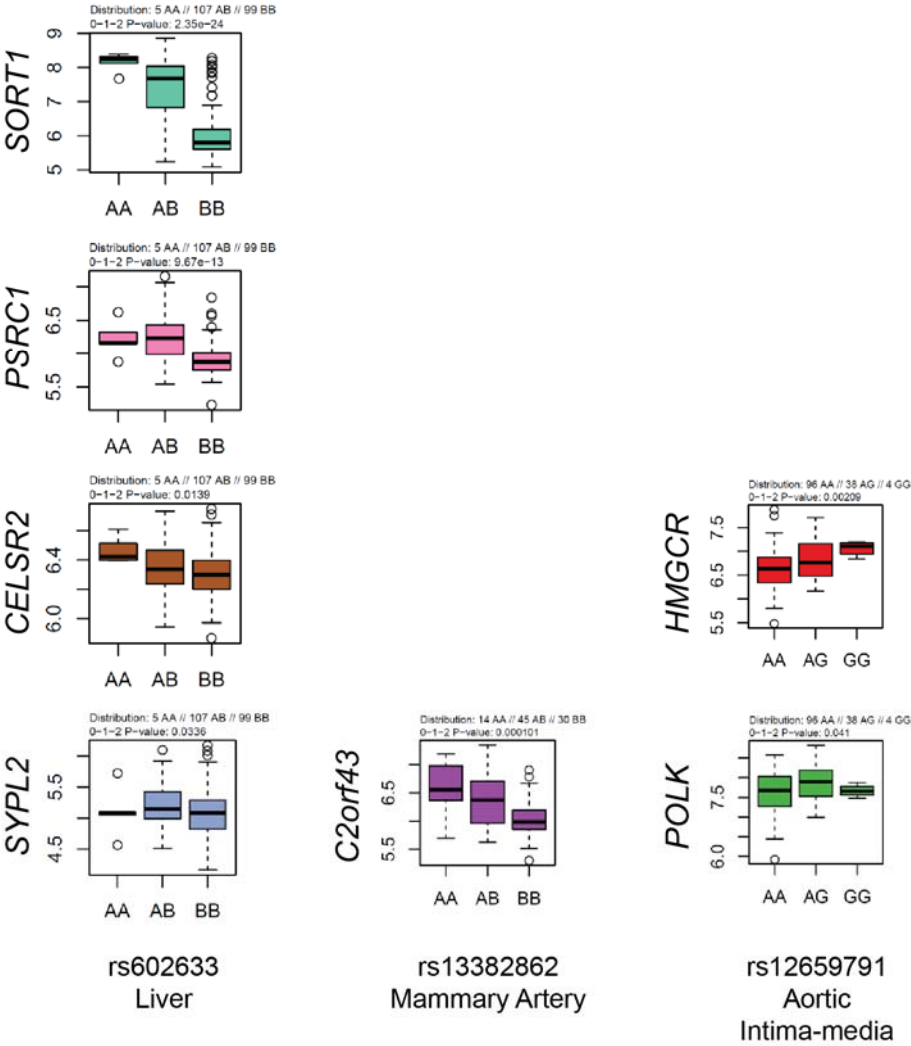 Distribution: 5 AA // 107 AB // 99 BB
0−1−2 P−value: 2.35e−24
SORT1
9
8
7
6
5
AA AB BB
Distribution: 5 AA // 107 AB // 99 BB
0−1−2 P−value: 9.67e−13
PSRC1
6.5
5.5
AA AB BB
Distribution: 5 AA // 107 AB // 99 BB
0−1−2 P−value: 0.0139
CELSR2
6.4
6.0
AA AB BB
Distribution: 96 AA // 38 AG // 4 GG
0−1−2 P−value: 0.00209
HMGCR
7.5
6.5
5.5
AA AG GG
Distribution: 5 AA // 107 AB // 99 BB
0−1−2 P−value: 0.0336
SYPL2
5.5
4.5
AA AB BB
Distribution: 14 AA // 45 AB // 30 BB
0−1−2 P−value: 0.000101
C2orf43
6.5
5.5
AA AB BB
Distribution: 96 AA // 38 AG // 4 GG
0−1−2 P−value: 0.041
POLK
7.5
6.0
AA AG GG
rs602633
Liver
rs13382862
Mammary Artery
rs12659791
Aortic
Intima-media